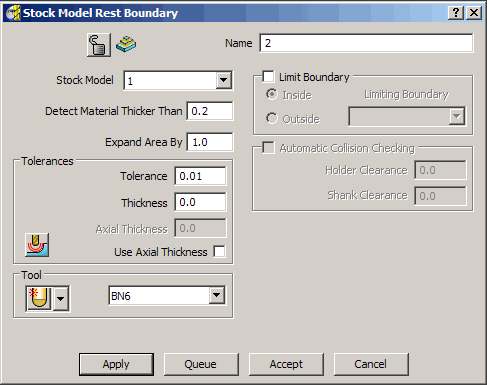 Stock Model Rest Boundary
Name 2
Stock Model 1
Detect Material Thicker Than 0.2
Expand Area By 1.0
Tolerances
Tolerance 0.01
Thickness 0.0
Axial Thickness 0.0
Use Axial Thickness
Tool
BN6
Limit Boundary
Inside Limiting Boundary
Outside
Automatic Collision Checking
Holder Clearance 0.0
Shank Clearance 0.0
Apply Queue Accept Cancel